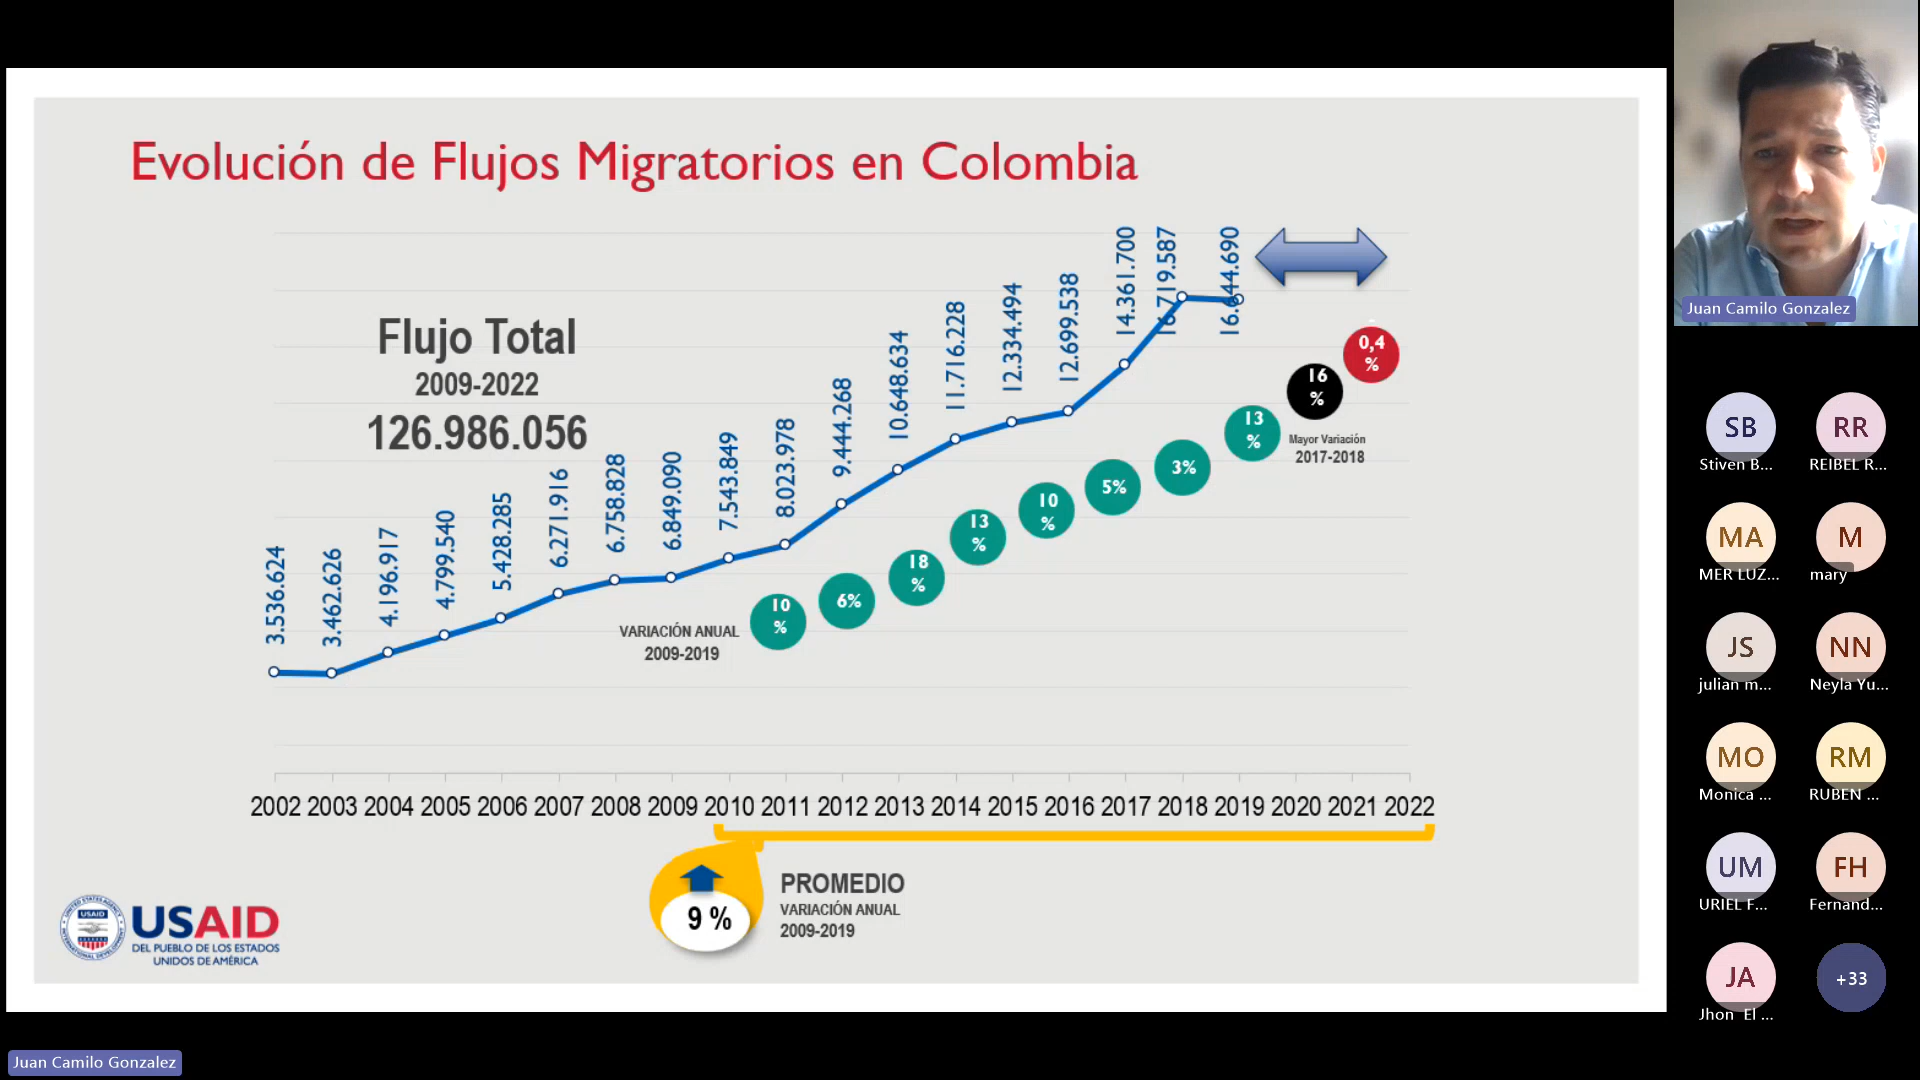 Evolución de Flujos Migratorios en Colombia
Flujo Total
2009-2022
126.986.056
3.536.624
3.462.626
4.196.917
4.799.540
5.428.285
6.271.916
6.758.828
6.849.090
7.543.849
8.023.978
9.444.268
10.648.634
11.716.228
12.334.494
12.699.538
14.361.700
16.719.587
16.644.690
VARIACIÓN ANUAL
2009-2019
10
%
6%
18
%
13
%
10
%
5%
3%
13
%
16
%
0,4
%
Mayor Variación
2017-2018
2002 2003 2004 2005 2006 2007 2008 2009 2010 2011 2012 2013 2014 2015 2016 2017 2018 2019 2020 2021 2022
9 %
PROMEDIO
VARIACIÓN ANUAL
2009-2019
USAID
USAID
DEL PUEBLO DE LOS ESTADOS
UNIDOS DE AMÉRICA
Juan Camilo Gonzalez
SB
Stiven B...
RR
REIBEL R...
MA
MER LUZ...
M
mary
JS
julian m...
NN
Neyla Yu...
MO
Monica ...
RM
RUBEN ...
UM
URIEL F...
FH
Fernand...
JA
Jhon El ...
+33
Juan Camilo Gonzalez